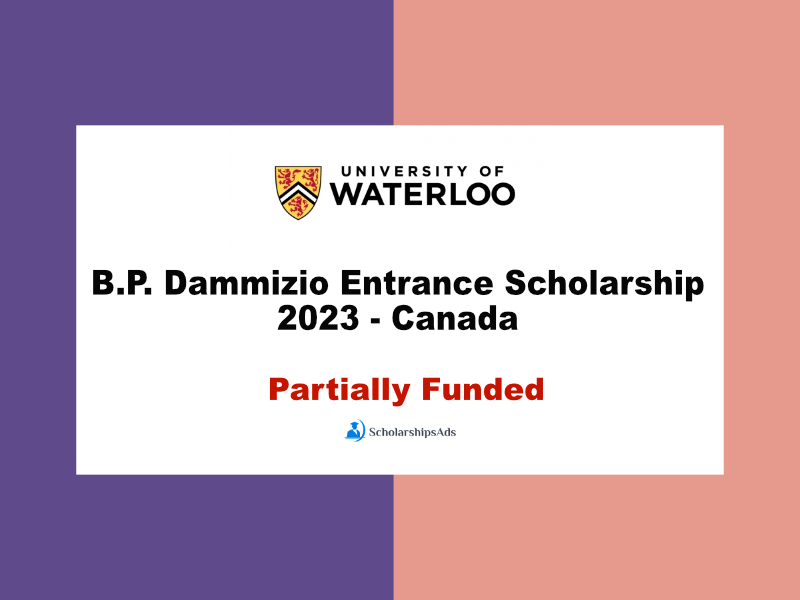 UNIVERSITY OF
WATERLOO
B.P. Dammizio Entrance Scholarship
2023 - Canada
Partially Funded
ScholarshipsAds